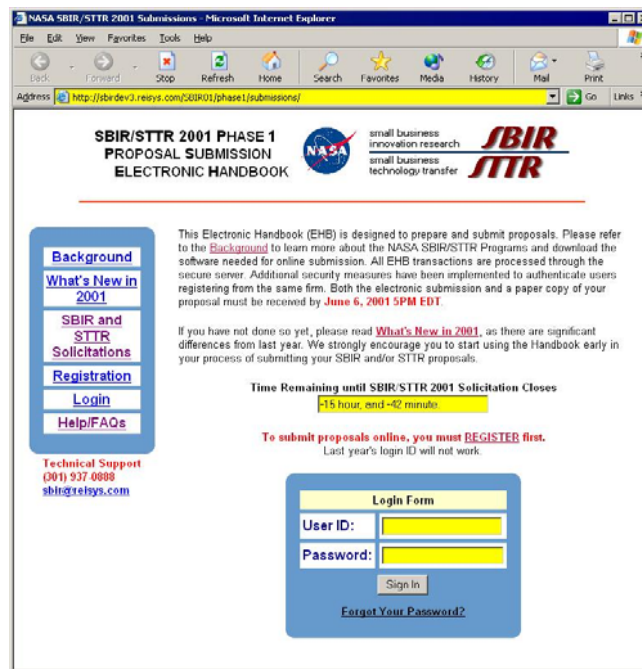 NASA SBIR/STTR 2001 Submissions - Microsoft Internet Explorer
File Edit View Favorites Tools Help
Back Forward Stop Refresh Home Search Favorites Media History Mail Print
Address http://sbirdev3.reisys.com/SBIR01/phase1/submissions/ Go Links
SBIR/STTR 2001 PHASE 1
PROPOSAL SUBMISSION
ELECTRONIC HANDBOOK
NASA
small business
innovation research
SBIR
small business
technology transfer
STTR
Background
What's New in
2001
SBIR and
STTR
Solicitations
Registration
Login
Help/FAQs
Technical Support
(301) 937-0888
sbir@reisys.com
This Electronic Handbook (EHB) is designed to prepare and submit proposals. Please refer
to the Background to learn more about the NASA SBIR/STTR Programs and download the
software needed for online submission. All EHB transactions are processed through the
secure server. Additional security measures have been implemented to authenticate users
registering from the same firm. Both the electronic submission and a paper copy of your
proposal must be received by June 6, 2001 5PM EDT.
If you have not done so yet, please read What's New in 2001, as there are significant
differences from last year. We strongly encourage you to start using the Handbook early in
your process of submitting your SBIR and/or STTR proposals.
Time Remaining until SBIR/STTR 2001 Solicitation Closes
-15 hour, and -42 minute.
To submit proposals online, you must REGISTER first.
Last year's login ID will not work.
Login Form
User ID:
Password:
Sign In
Forgot Your Password?